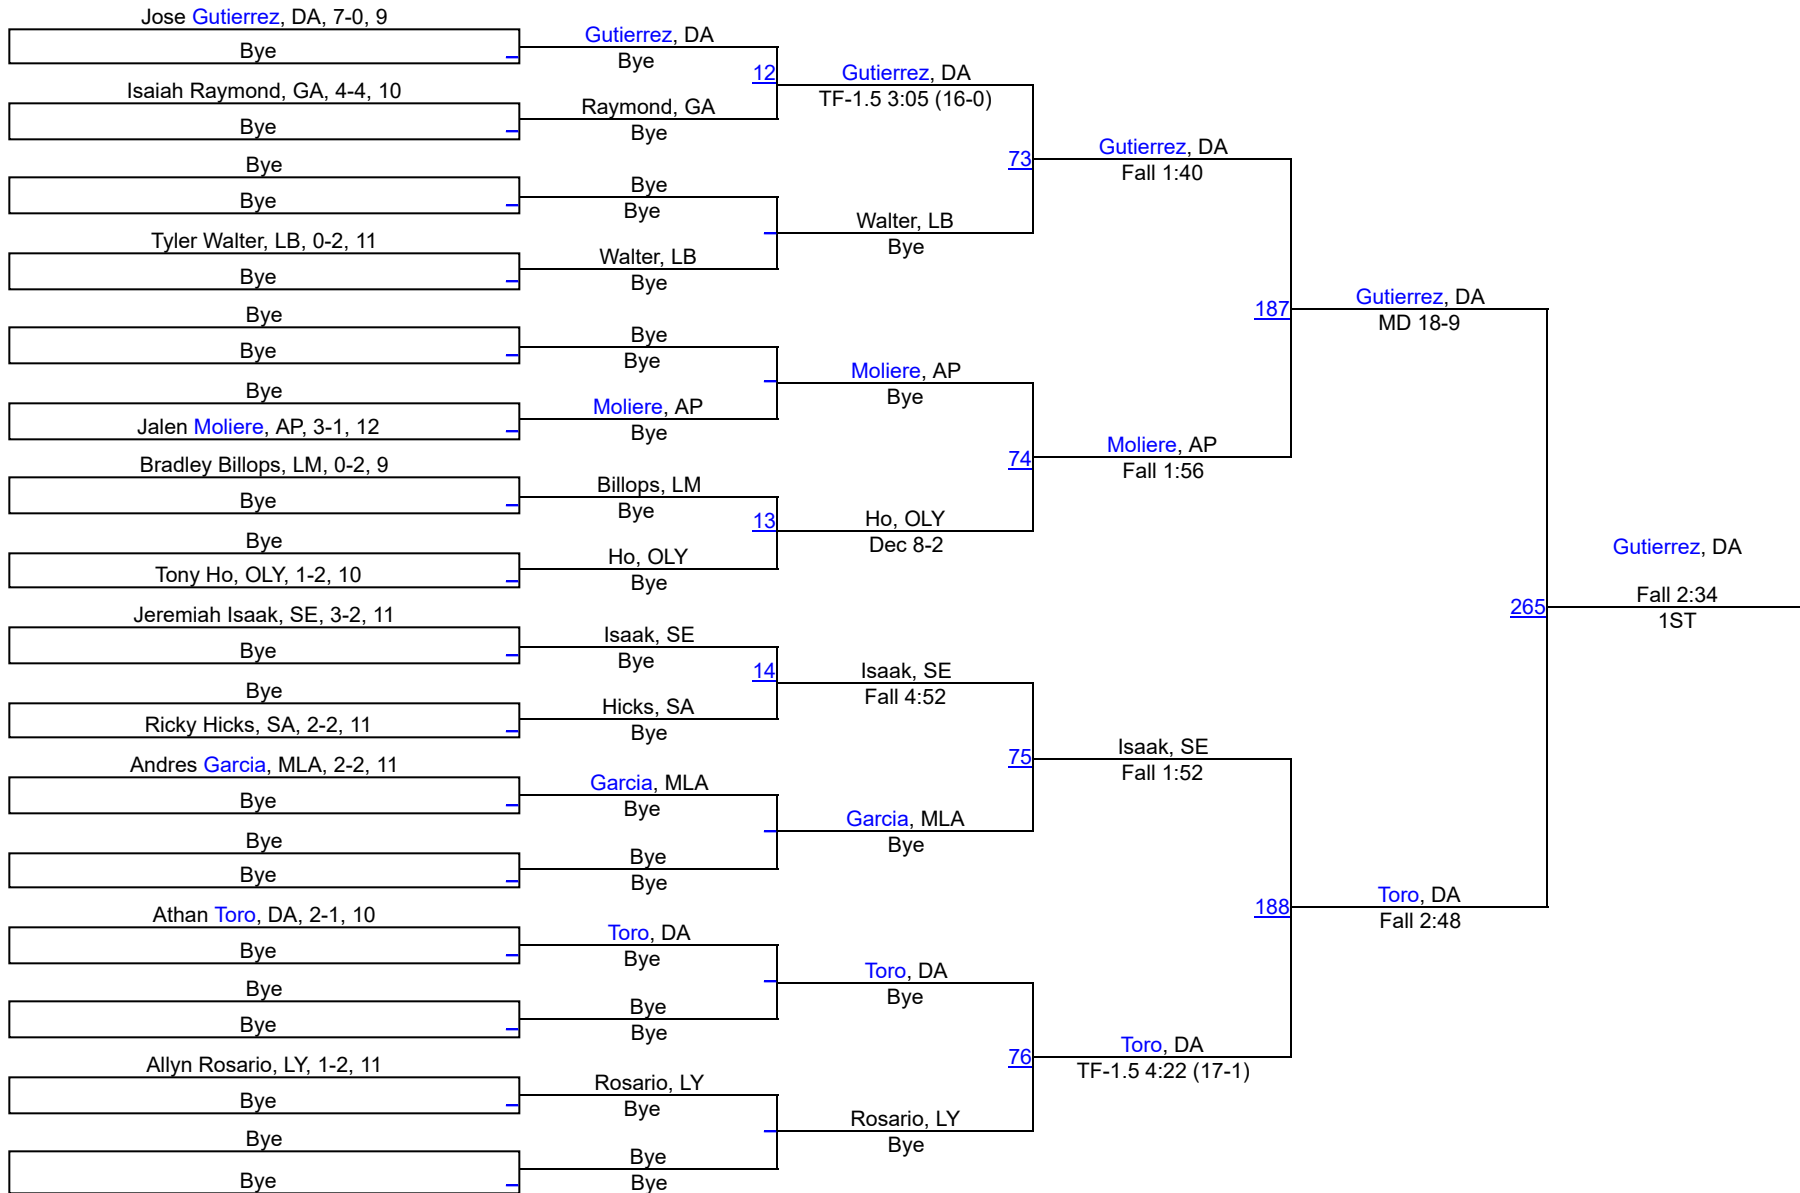 Jose Gutierrez, DA, 7-0, 9
Bye
Isaiah Raymond, GA, 4-4, 10
Bye
Bye
Bye
Tyler Walter, LB, 0-2, 11
Bye
Bye
Bye
Bye
Jalen Moliere, AP, 3-1, 12
Bradley Billops, LM, 0-2, 9
Bye
Bye
Tony Ho, OLY, 1-2, 10
Jeremiah Isaak, SE, 3-2, 11
Bye
Bye
Ricky Hicks, SA, 2-2, 11
Andres Garcia, MLA, 2-2, 11
Bye
Bye
Bye
Athan Toro, DA, 2-1, 10
Bye
Bye
Bye
Allyn Rosario, LY, 1-2, 11
Bye
Bye
Bye
Gutierrez, DA
Bye
12
Raymond, GA
Bye
Bye
Bye
Walter, LB
Bye
Bye
Bye
Moliere, AP
Bye
Billops, LM
Bye
13
Ho, OLY
Bye
Isaak, SE
Bye
14
Hicks, SA
Bye
Garcia, MLA
Bye
Bye
Bye
Toro, DA
Bye
Bye
Bye
Rosario, LY
Bye
Bye
Bye
Gutierrez, DA
TF-1.5 3:05 (16-0)
73
Walter, LB
Bye
Moliere, AP
Bye
74
Ho, OLY
Dec 8-2
Isaak, SE
Fall 4:52
75
Garcia, MLA
Bye
Toro, DA
Bye
76
Rosario, LY
Bye
Gutierrez, DA
Fall 1:40
187
Moliere, AP
Fall 1:56
Isaak, SE
Fall 1:52
188
Toro, DA
TF-1.5 4:22 (17-1)
Gutierrez, DA
MD 18-9
265
Toro, DA
Fall 2:48
Gutierrez, DA
Fall 2:34
1ST